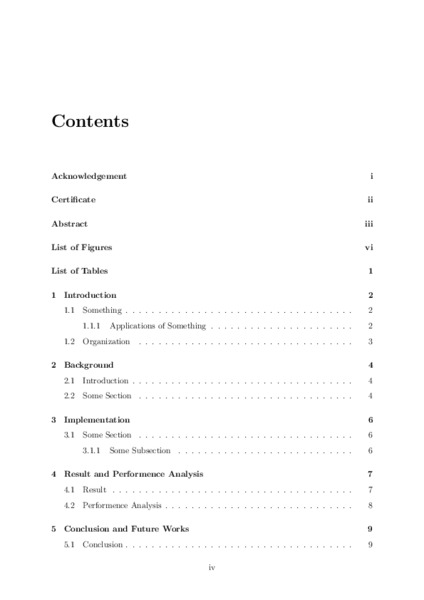 Contents
Acknowledgement i
Certificate ii
Abstract iii
List of Figures vi
List of Tables 1
1 Introduction 2
1.1 Something . . . . . . . . . . . . . . . . . . . . . . . . . . . . . . . . . . . 2
1.1.1 Applications of Something . . . . . . . . . . . . . . . . . . . . . . 2
1.2 Organization . . . . . . . . . . . . . . . . . . . . . . . . . . . . . . . . . 3
2 Background 4
2.1 Introduction . . . . . . . . . . . . . . . . . . . . . . . . . . . . . . . . . . 4
2.2 Some Section . . . . . . . . . . . . . . . . . . . . . . . . . . . . . . . . . 4
3 Implementation 6
3.1 Some Section . . . . . . . . . . . . . . . . . . . . . . . . . . . . . . . . . 6
3.1.1 Some Subsection . . . . . . . . . . . . . . . . . . . . . . . . . . . 6
4 Result and Performence Analysis 7
4.1 Result . . . . . . . . . . . . . . . . . . . . . . . . . . . . . . . . . . . . . 7
4.2 Performence Analysis . . . . . . . . . . . . . . . . . . . . . . . . . . . . . 8
5 Conclusion and Future Works 9
5.1 Conclusion . . . . . . . . . . . . . . . . . . . . . . . . . . . . . . . . . . . 9
iv